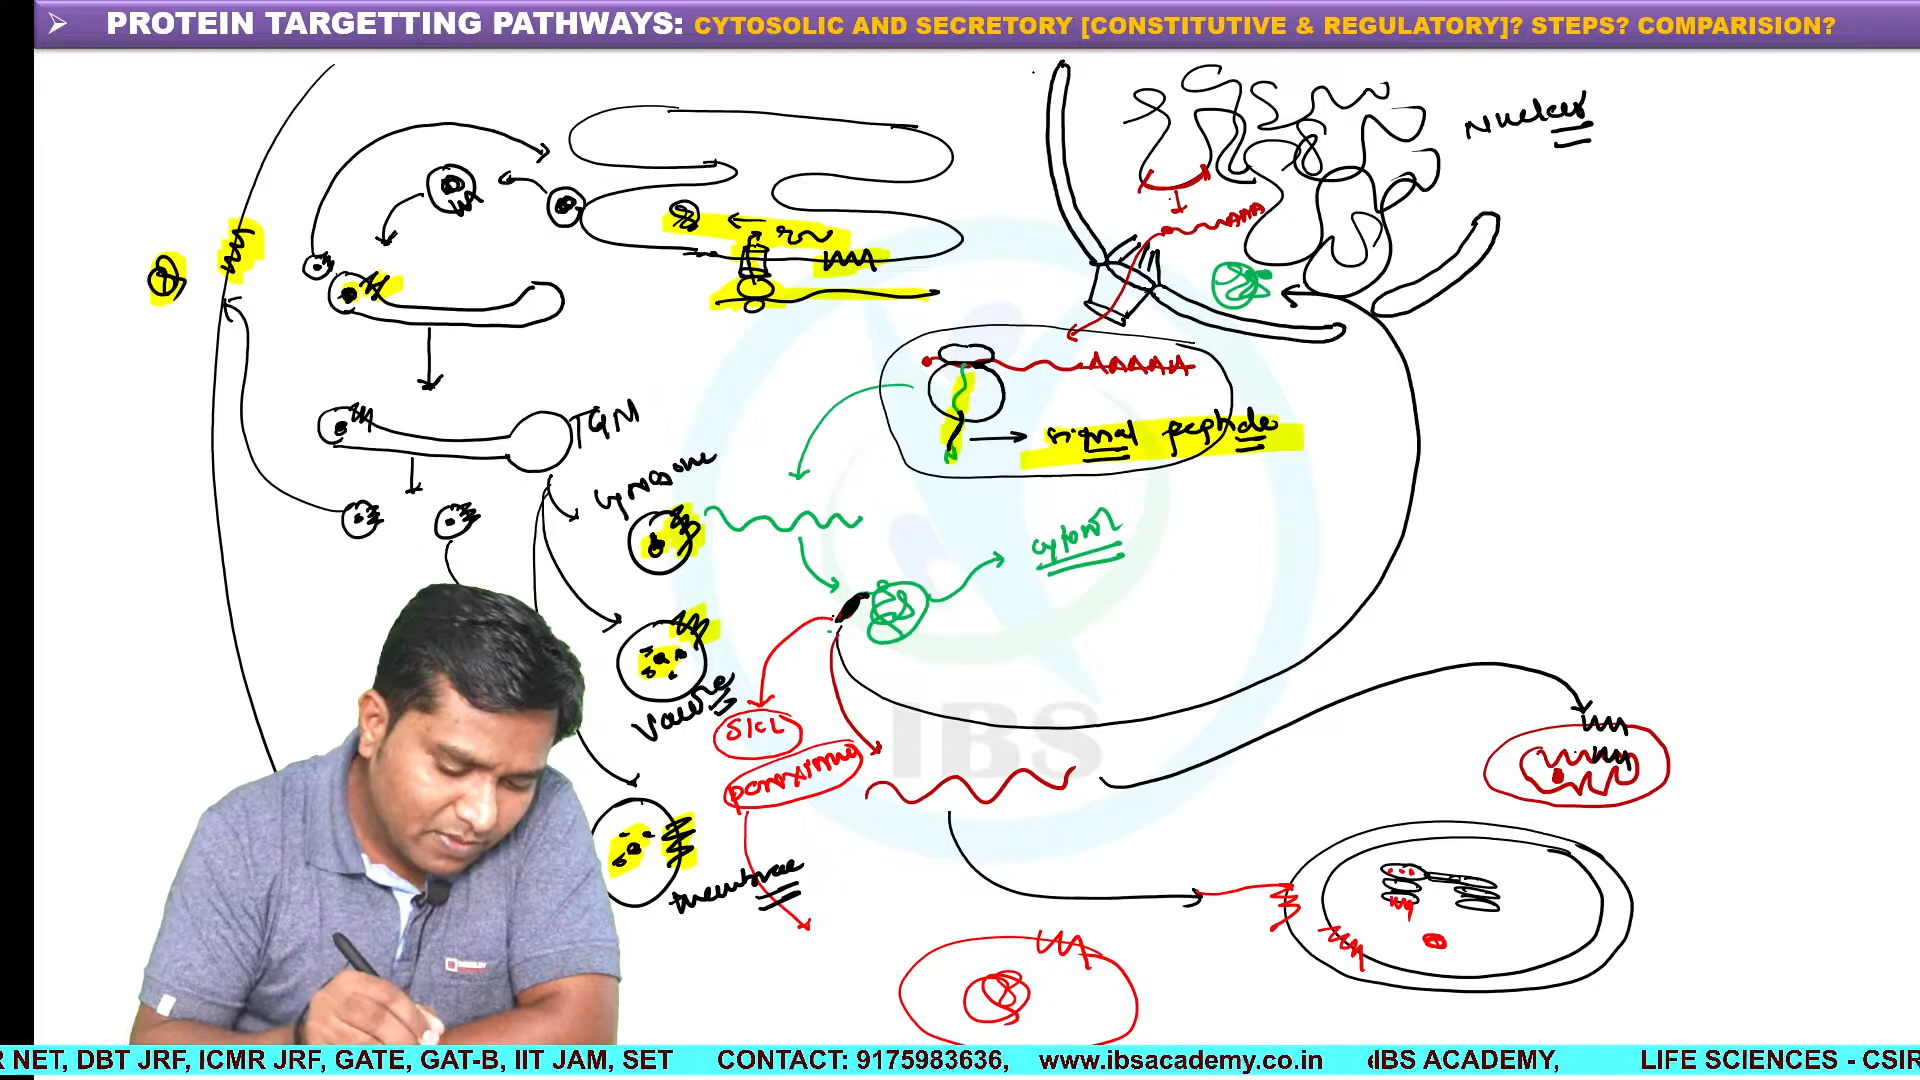 PROTEIN TARGETTING PATHWAYS: CYTOSOLIC AND SECRETORY [CONSTITUTIVE & REGULATORY]? STEPS? COMPARISION?
Nuclear
AAAAA
signal peptide
TGN
Lysosome
cytosol
Vacuole
SKL
peroxisome
membrane
IBS
R NET, DBT JRF, ICMR JRF, GATE, GAT-B, IIT JAM, SET CONTACT: 9175983636, www.ibsacademy.co.in IBS ACADEMY, LIFE SCIENCES - CSIR